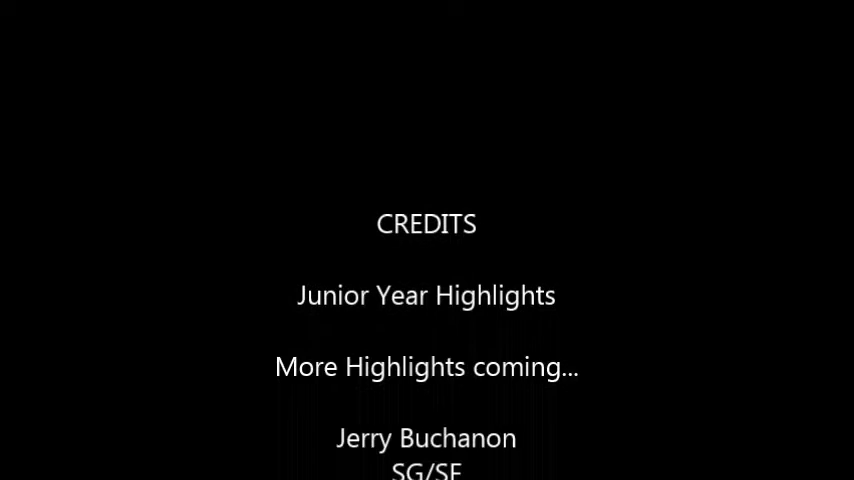 CREDITS
Junior Year Highlights
More Highlights coming...
Jerry Buchanon
SG/SF